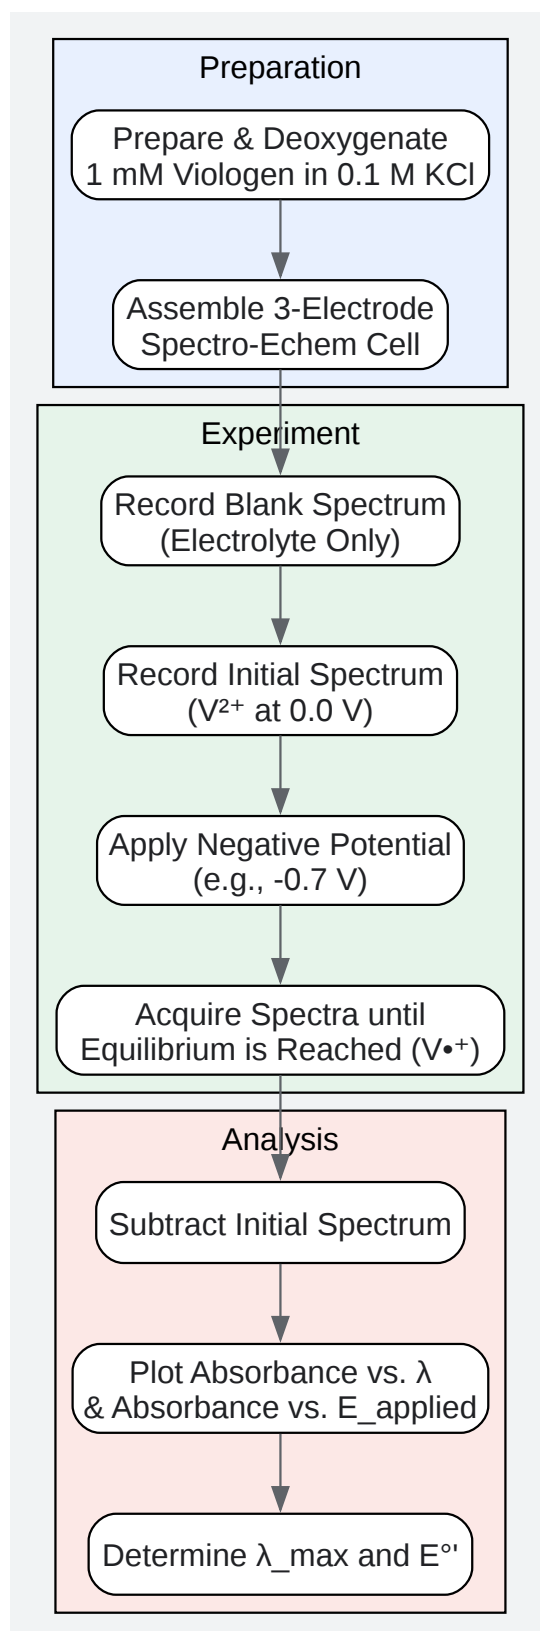 Preparation
Prepare & Deoxygenate
1 mM Viologen in 0.1 M KCl
Assemble 3-Electrode
Spectro-Echem Cell
Experiment
Record Blank Spectrum
(Electrolyte Only)
Record Initial Spectrum
(V²⁺ at 0.0 V)
Apply Negative Potential
(e.g., -0.7 V)
Acquire Spectra until
Equilibrium is Reached (V•⁺)
Analysis
Subtract Initial Spectrum
Plot Absorbance vs. λ
& Absorbance vs. E_applied
Determine λ_max and E°'